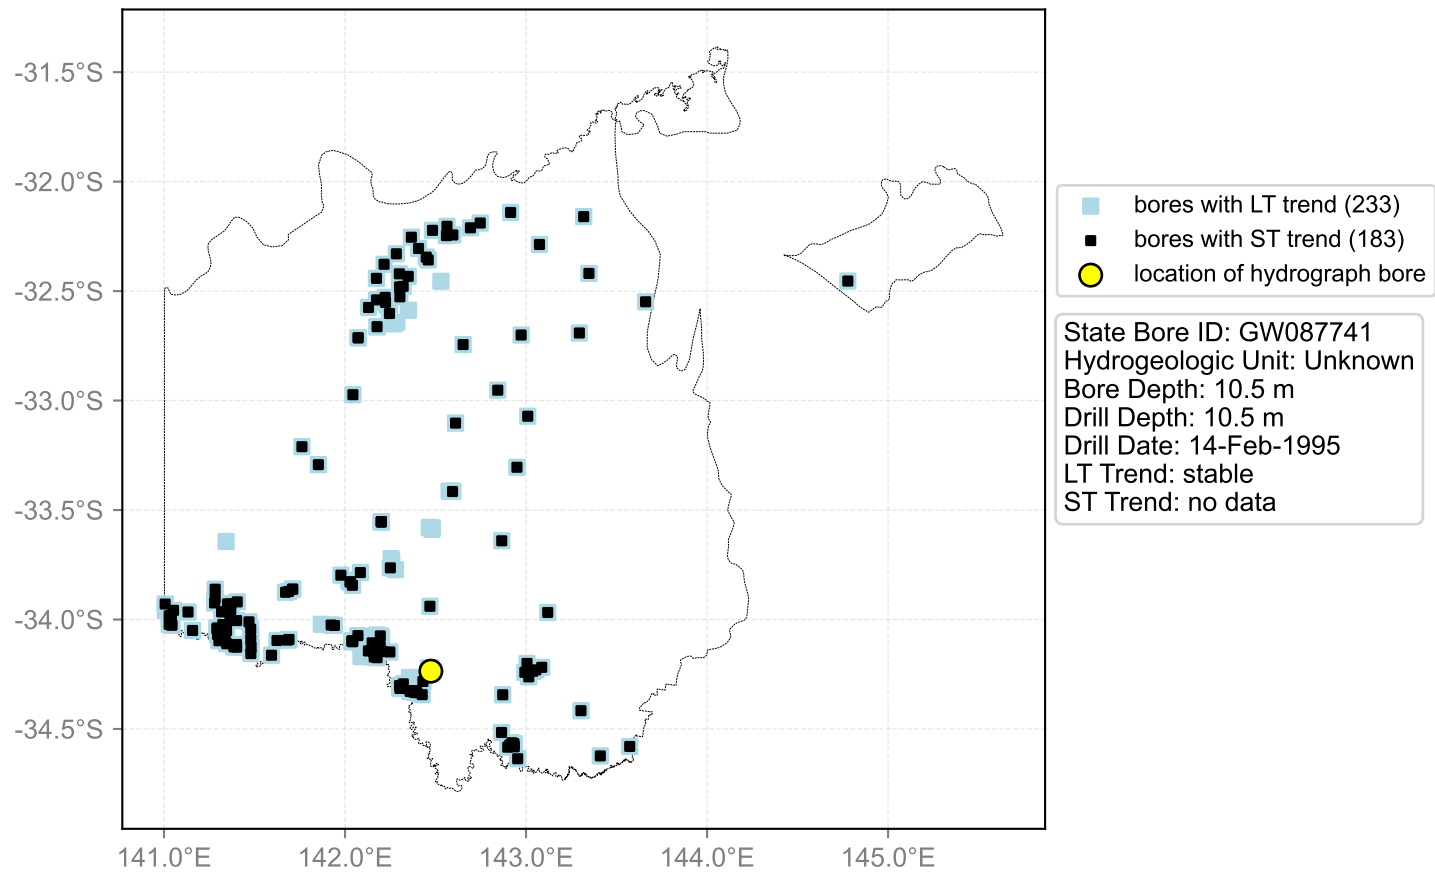 -31.5°S
-32.0°S
-32.5°S
-33.0°S
-33.5°S
-34.0°S
-34.5°S
141.0°E 142.0°E 143.0°E 144.0°E 145.0°E
bores with LT trend (233)
bores with ST trend (183)
location of hydrograph bore
State Bore ID: GW087741
Hydrogeologic Unit: Unknown
Bore Depth: 10.5 m
Drill Depth: 10.5 m
Drill Date: 14-Feb-1995
LT Trend: stable
ST Trend: no data